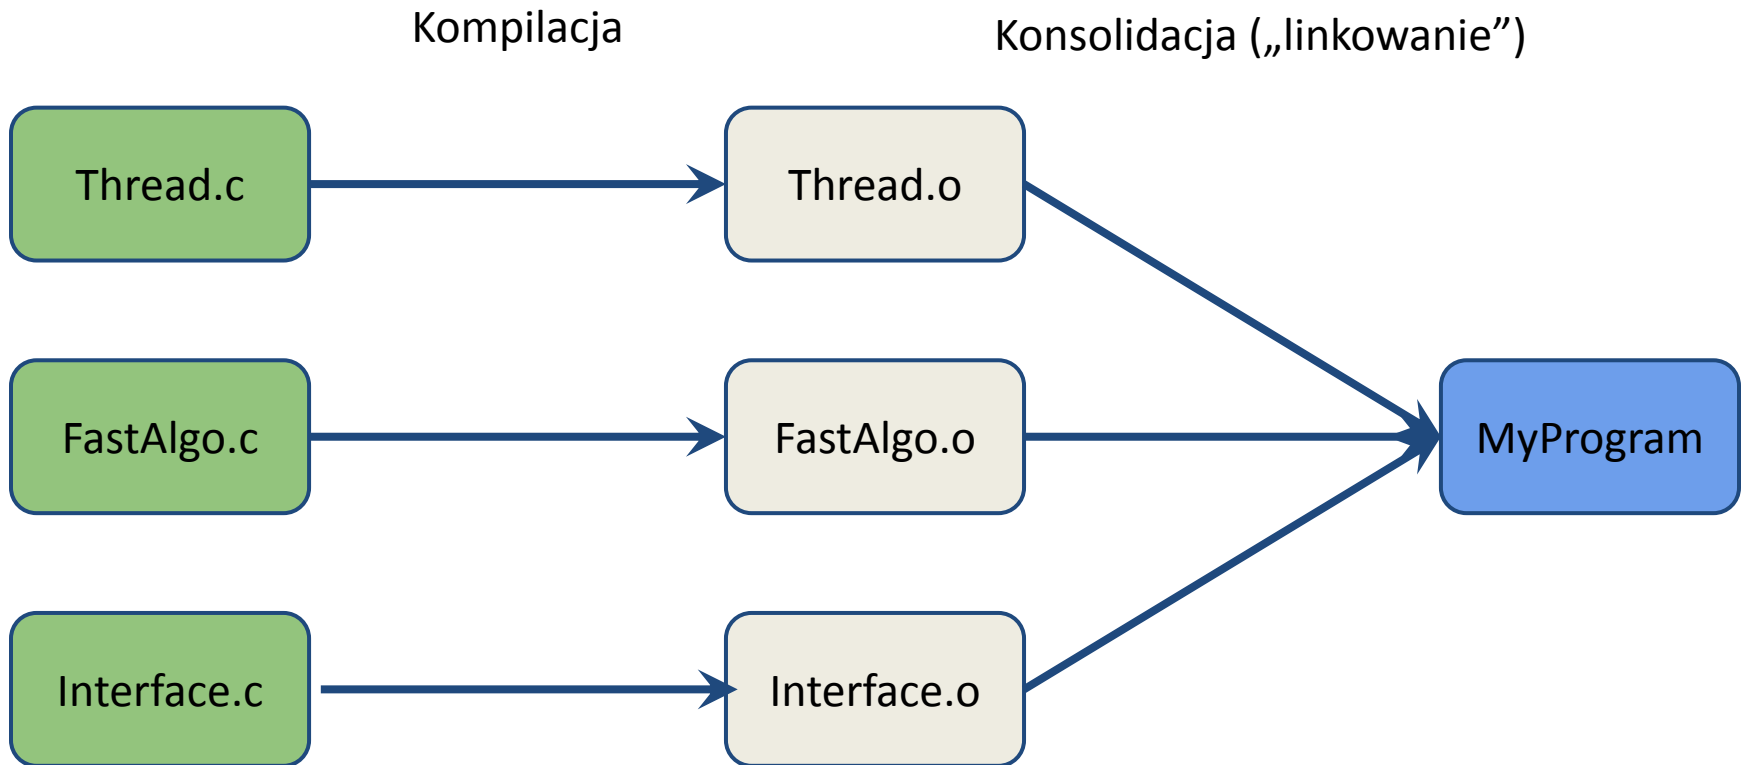 Kompilacja
Konsolidacja („linkowanie”)
Thread.c
Thread.o
FastAlgo.c
FastAlgo.o
MyProgram
Interface.c
Interface.o